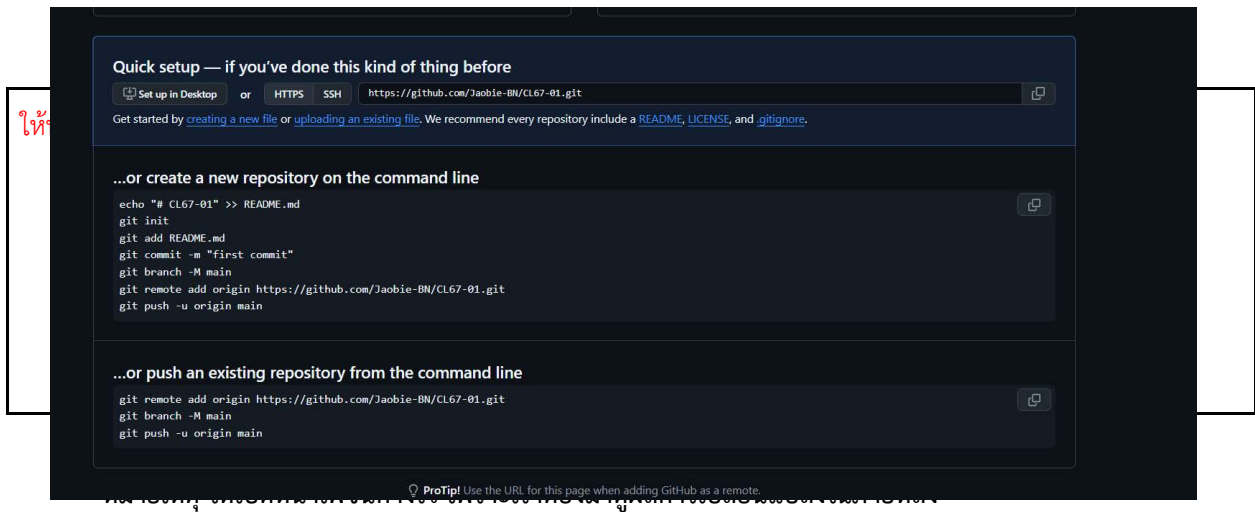 Quick setup — if you've done this kind of thing before
Set up in Desktop or HTTPS SSH https://github.com/Jaobie-BN/CL67-01.git
Get started by creating a new file or uploading an existing file. We recommend every repository include a README, LICENSE, and .gitignore.
...or create a new repository on the command line
echo "# CL67-01" >> README.md
git init
git add README.md
git commit -m "first commit"
git branch -M main
git remote add origin https://github.com/Jaobie-BN/CL67-01.git
git push -u origin main
...or push an existing repository from the command line
git remote add origin https://github.com/Jaobie-BN/CL67-01.git
git branch -M main
git push -u origin main
ProTip! Use the URL for this page when adding GitHub as a remote.